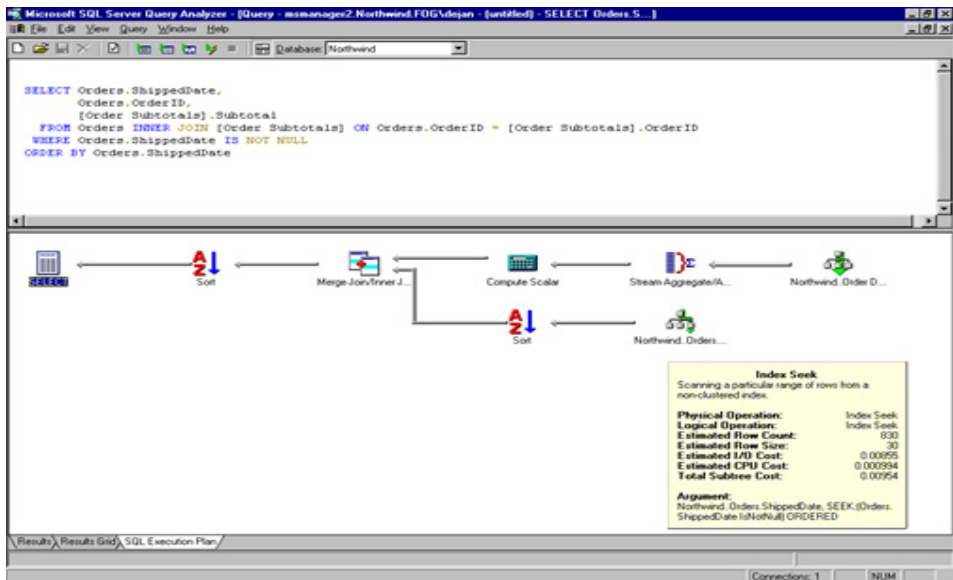 Microsoft SQL Server Query Analyzer - [Query - msmanager2.Northwind.FOG\dejan - (untitled) - SELECT Orders.S...]
File Edit View Query Window Help
Database: Northwind
SELECT Orders.ShippedDate,
Orders.OrderID,
[Order Subtotals].Subtotal
FROM Orders INNER JOIN [Order Subtotals] ON Orders.OrderID = [Order Subtotals].OrderID
WHERE Orders.ShippedDate IS NOT NULL
ORDER BY Orders.ShippedDate
SELECT
Sort
Merge Join/Inner J...
Compute Scalar
Stream Aggregate/A...
Northwind..Order D...
Sort
Northwind..Orders....
Index Seek
Scanning a particular range of rows from a
non-clustered index.
Physical Operation: Index Seek
Logical Operation: Index Seek
Estimated Row Count: 830
Estimated Row Size: 30
Estimated I/O Cost: 0.00855
Estimated CPU Cost: 0.000994
Total Subtree Cost: 0.00954
Argument:
Northwind..Orders.ShippedDate, SEEK:(Orders.
ShippedDate IsNotNull) ORDERED
Results Results Grid SQL Execution Plan
Connections: 1 NUM